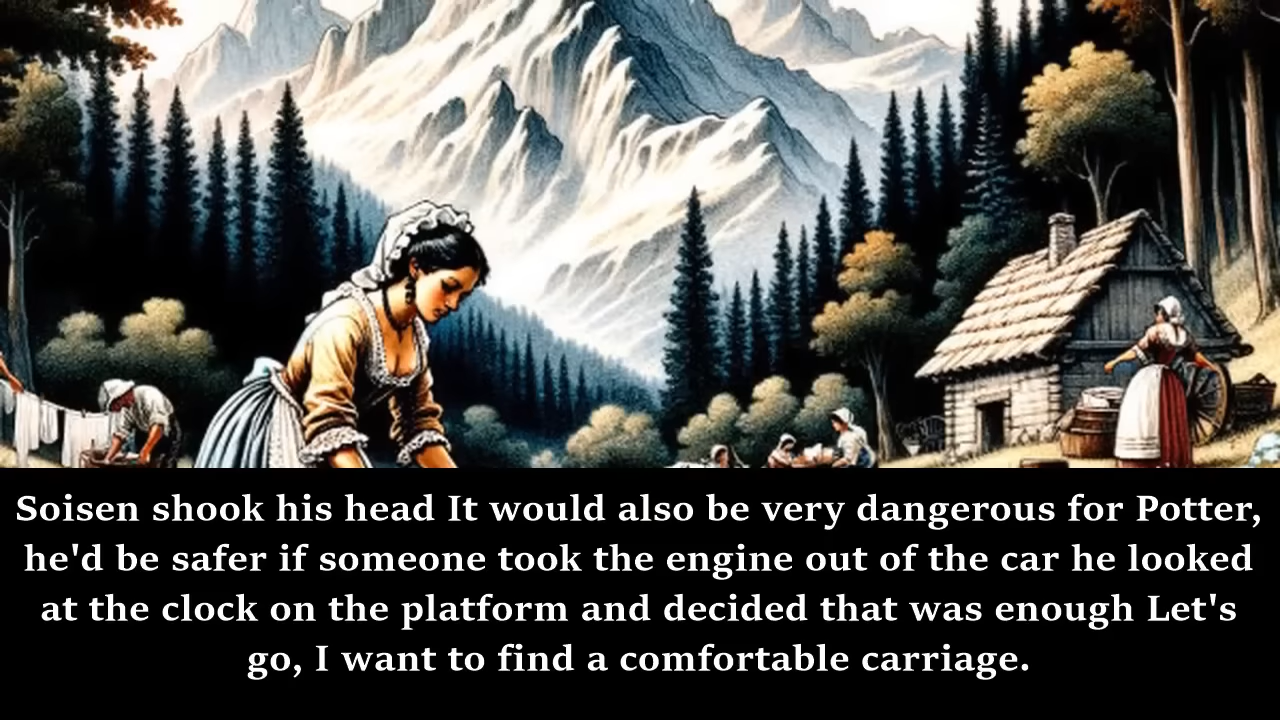 Soisen shook his head It would also be very dangerous for Potter,
he'd be safer if someone took the engine out of the car he looked
at the clock on the platform and decided that was enough Let's
go, I want to find a comfortable carriage.